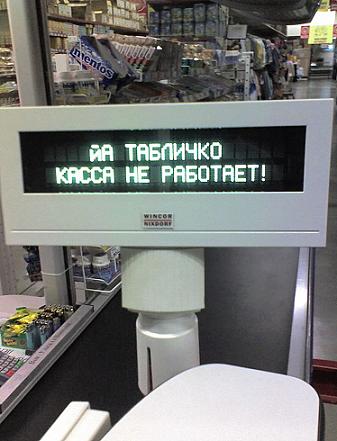 mentos
йА ТАБЛИЧКО
КАССА НЕ РАБОТАЕТ!
WINCOR
NIXDORF